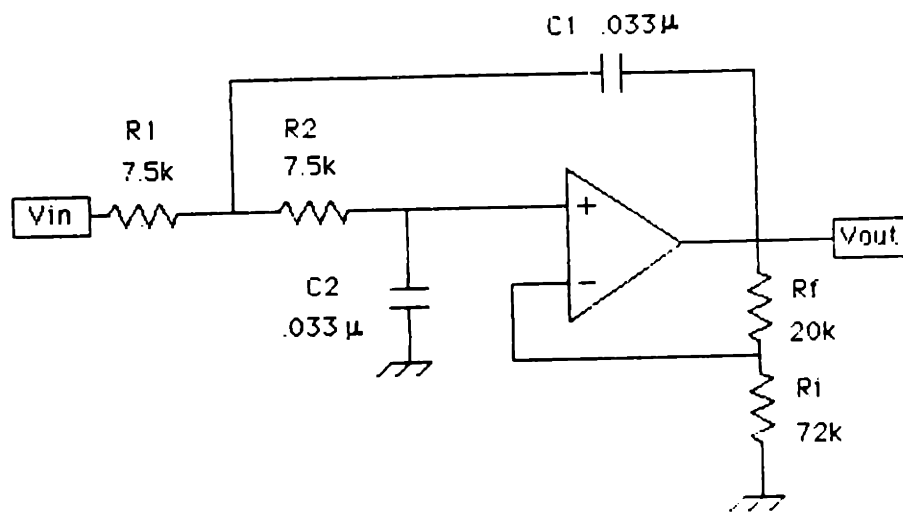 C1 .033µ
R1
7.5k
R2
7.5k
Vin
+
-
Vout
C2
.033µ
Rf
20k
Ri
72k